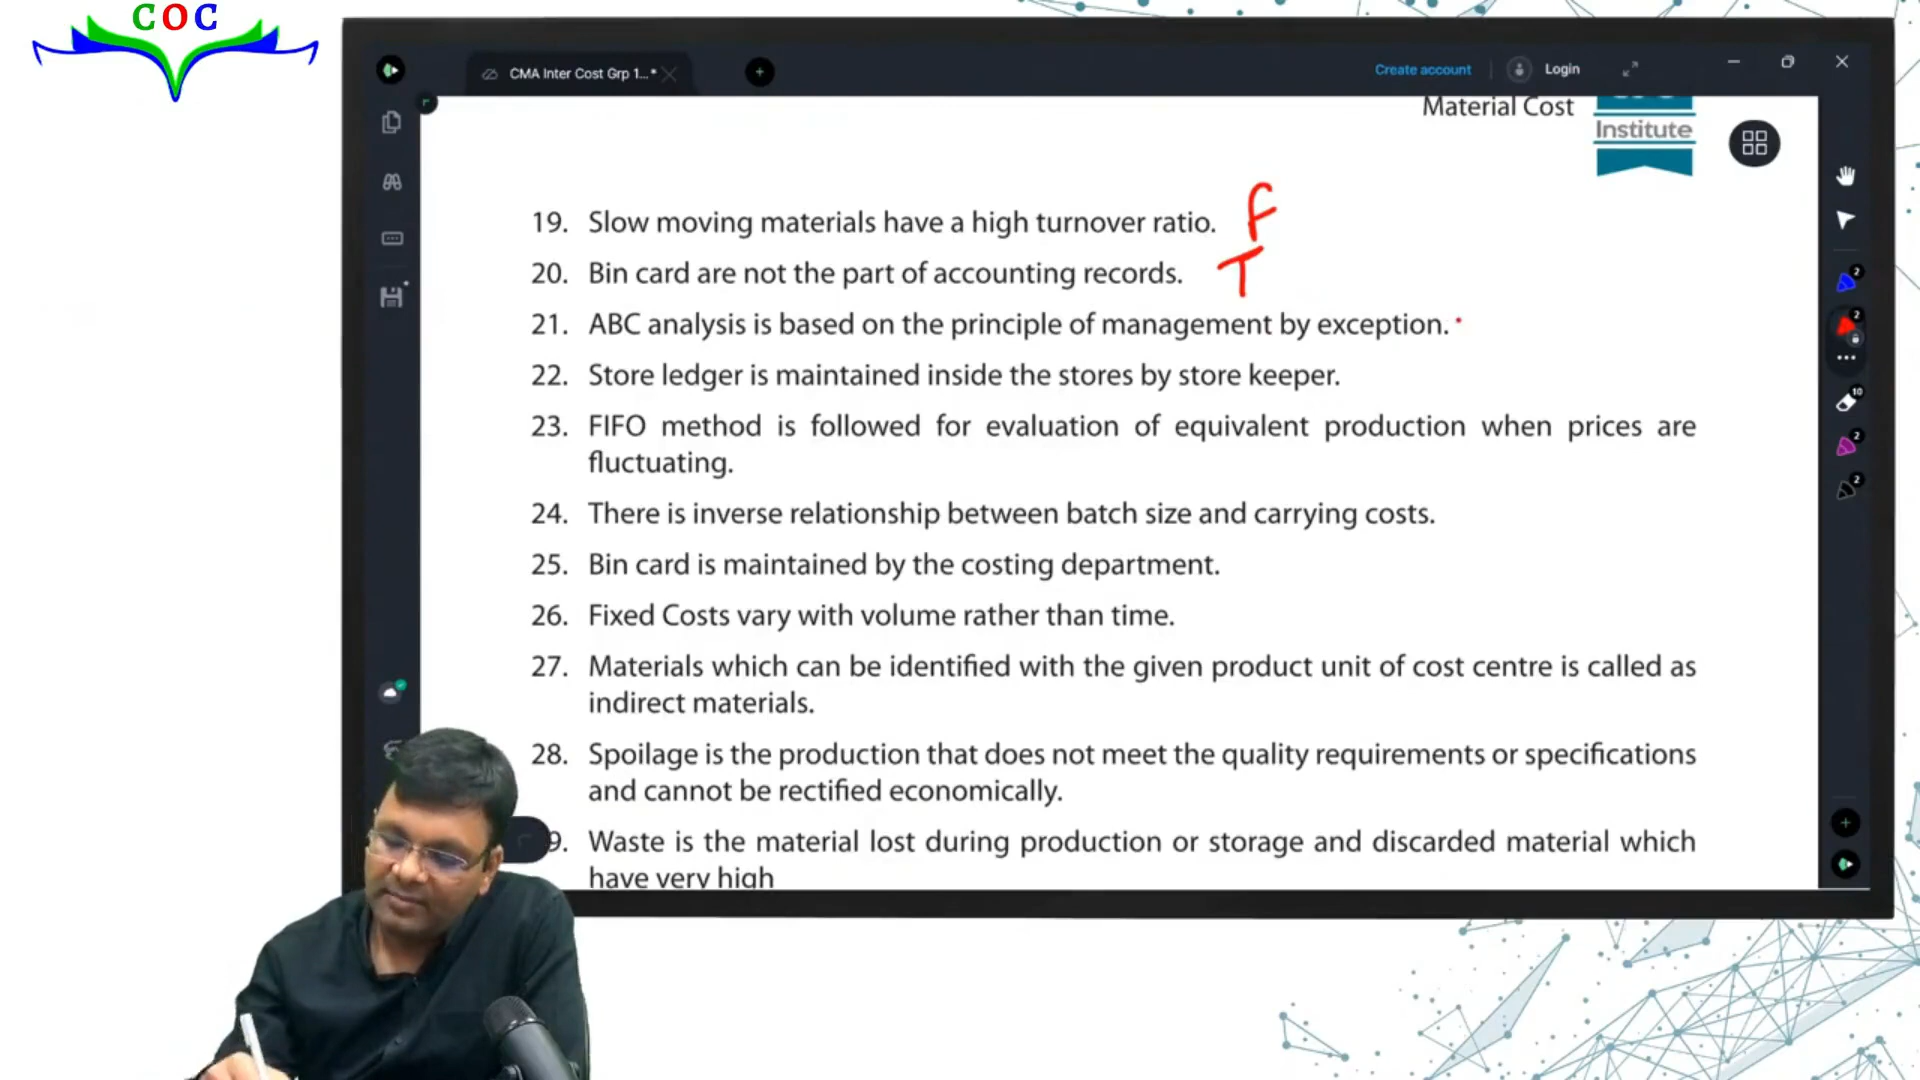 COC
CMA Inter Cost Grp 1...*
Create account
Login
Material Cost
Institute
19. Slow moving materials have a high turnover ratio. F
20. Bin card are not the part of accounting records. T
21. ABC analysis is based on the principle of management by exception.
22. Store ledger is maintained inside the stores by store keeper.
23. FIFO method is followed for evaluation of equivalent production when prices are
fluctuating.
24. There is inverse relationship between batch size and carrying costs.
25. Bin card is maintained by the costing department.
26. Fixed Costs vary with volume rather than time.
27. Materials which can be identified with the given product unit of cost centre is called as
indirect materials.
28. Spoilage is the production that does not meet the quality requirements or specifications
and cannot be rectified economically.
9. Waste is the material lost during production or storage and discarded material which
have very high
2
2
10
2
2